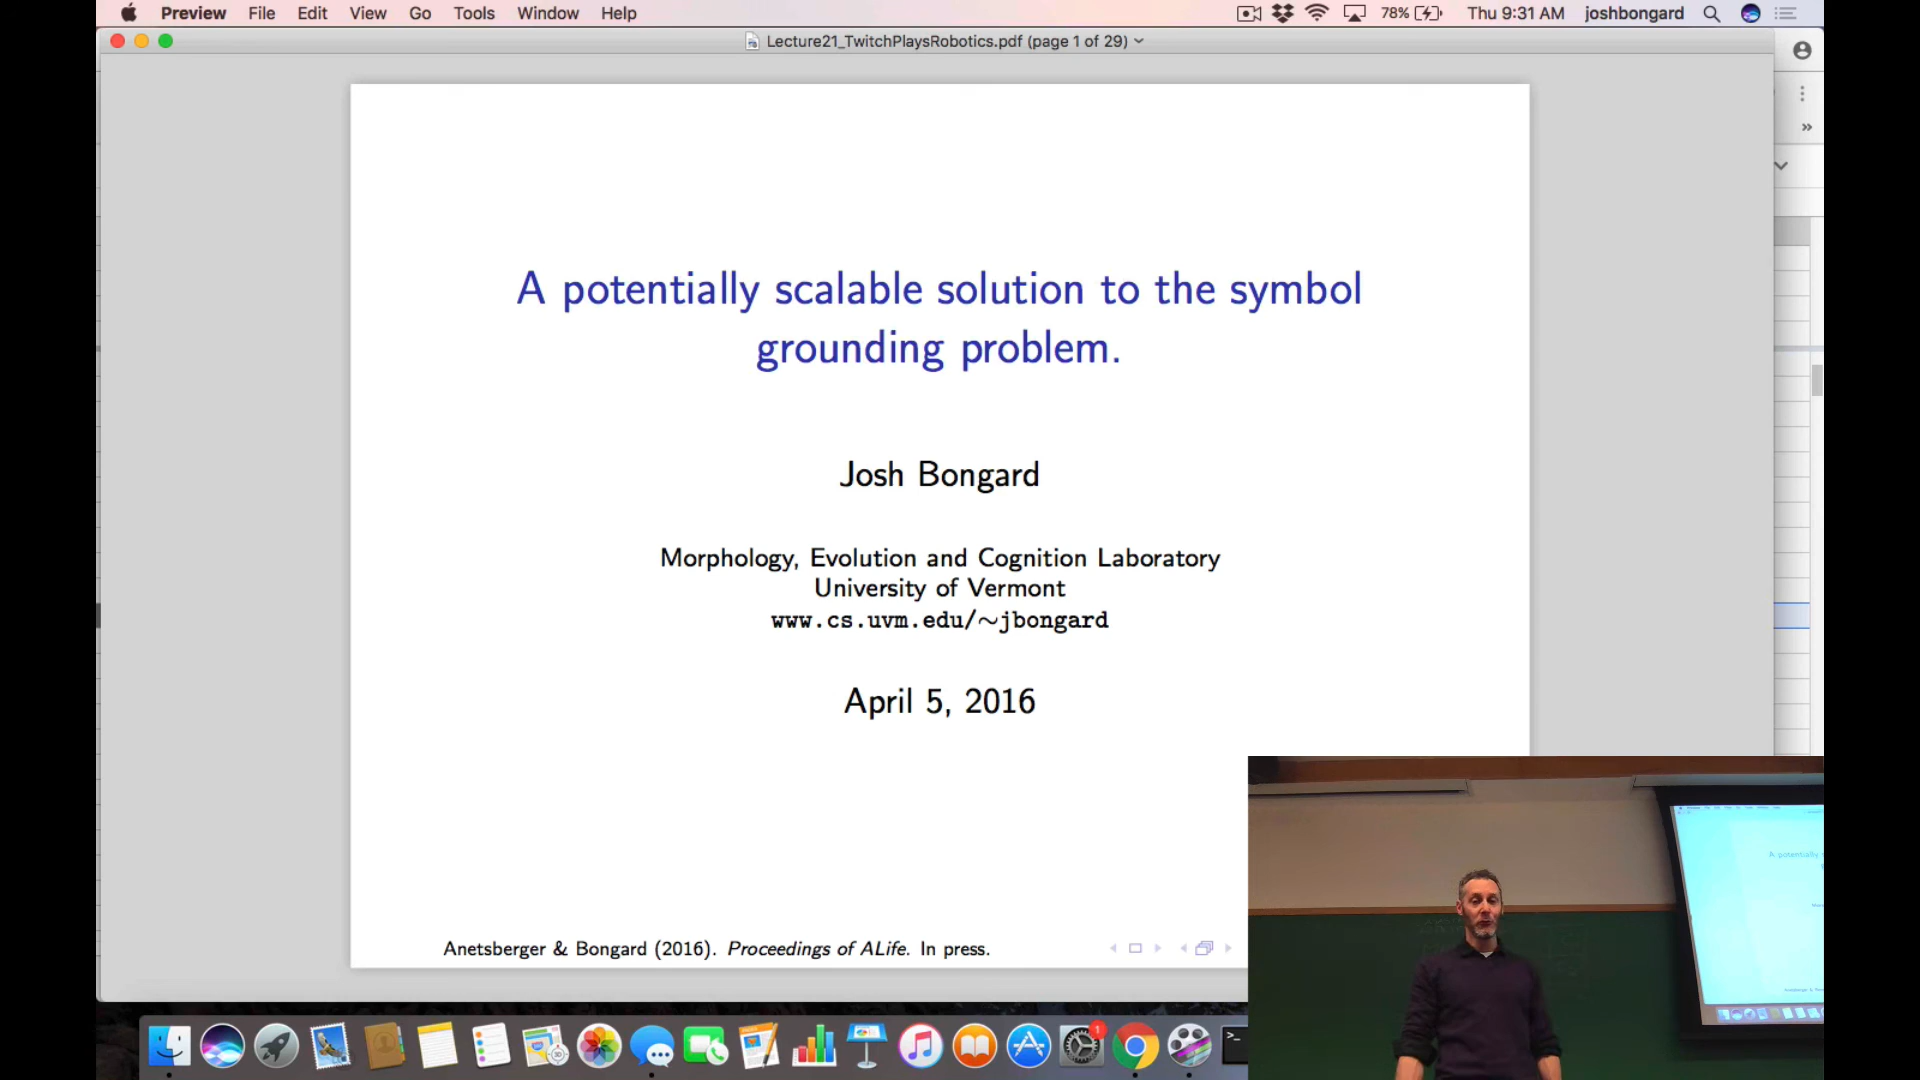 Preview File Edit View Go Tools Window Help 78% Thu 9:31 AM joshbongard
Lecture21_TwitchPlaysRobotics.pdf (page 1 of 29)
A potentially scalable solution to the symbol
grounding problem.
Josh Bongard
Morphology, Evolution and Cognition Laboratory
University of Vermont
www.cs.uvm.edu/~jbongard
April 5, 2016
Anetsberger & Bongard (2016). Proceedings of ALife. In press.
A potentially